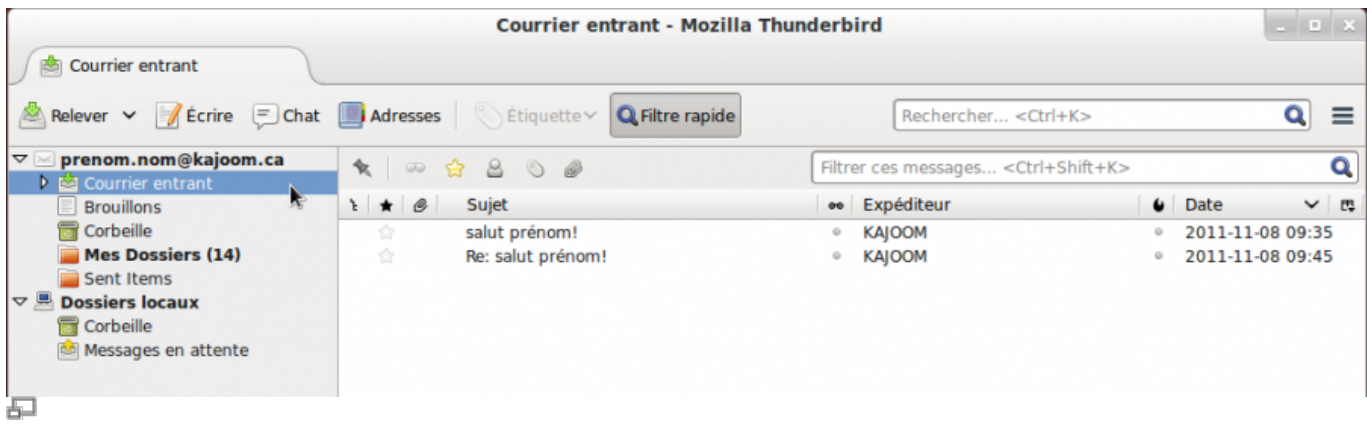 Courrier entrant - Mozilla Thunderbird
Courrier entrant
Relever Écrire Chat Adresses Étiquette Filtre rapide Rechercher... <Ctrl+K>
prenom.nom@kajoom.ca
Filtrer ces messages... <Ctrl+Shift+K>
Courrier entrant
Brouillons
Corbeille
Mes Dossiers (14)
Sent Items
Dossiers locaux
Corbeille
Messages en attente
Sujet Expéditeur Date
salut prénom! KAJOOM 2011-11-08 09:35
Re: salut prénom! KAJOOM 2011-11-08 09:45